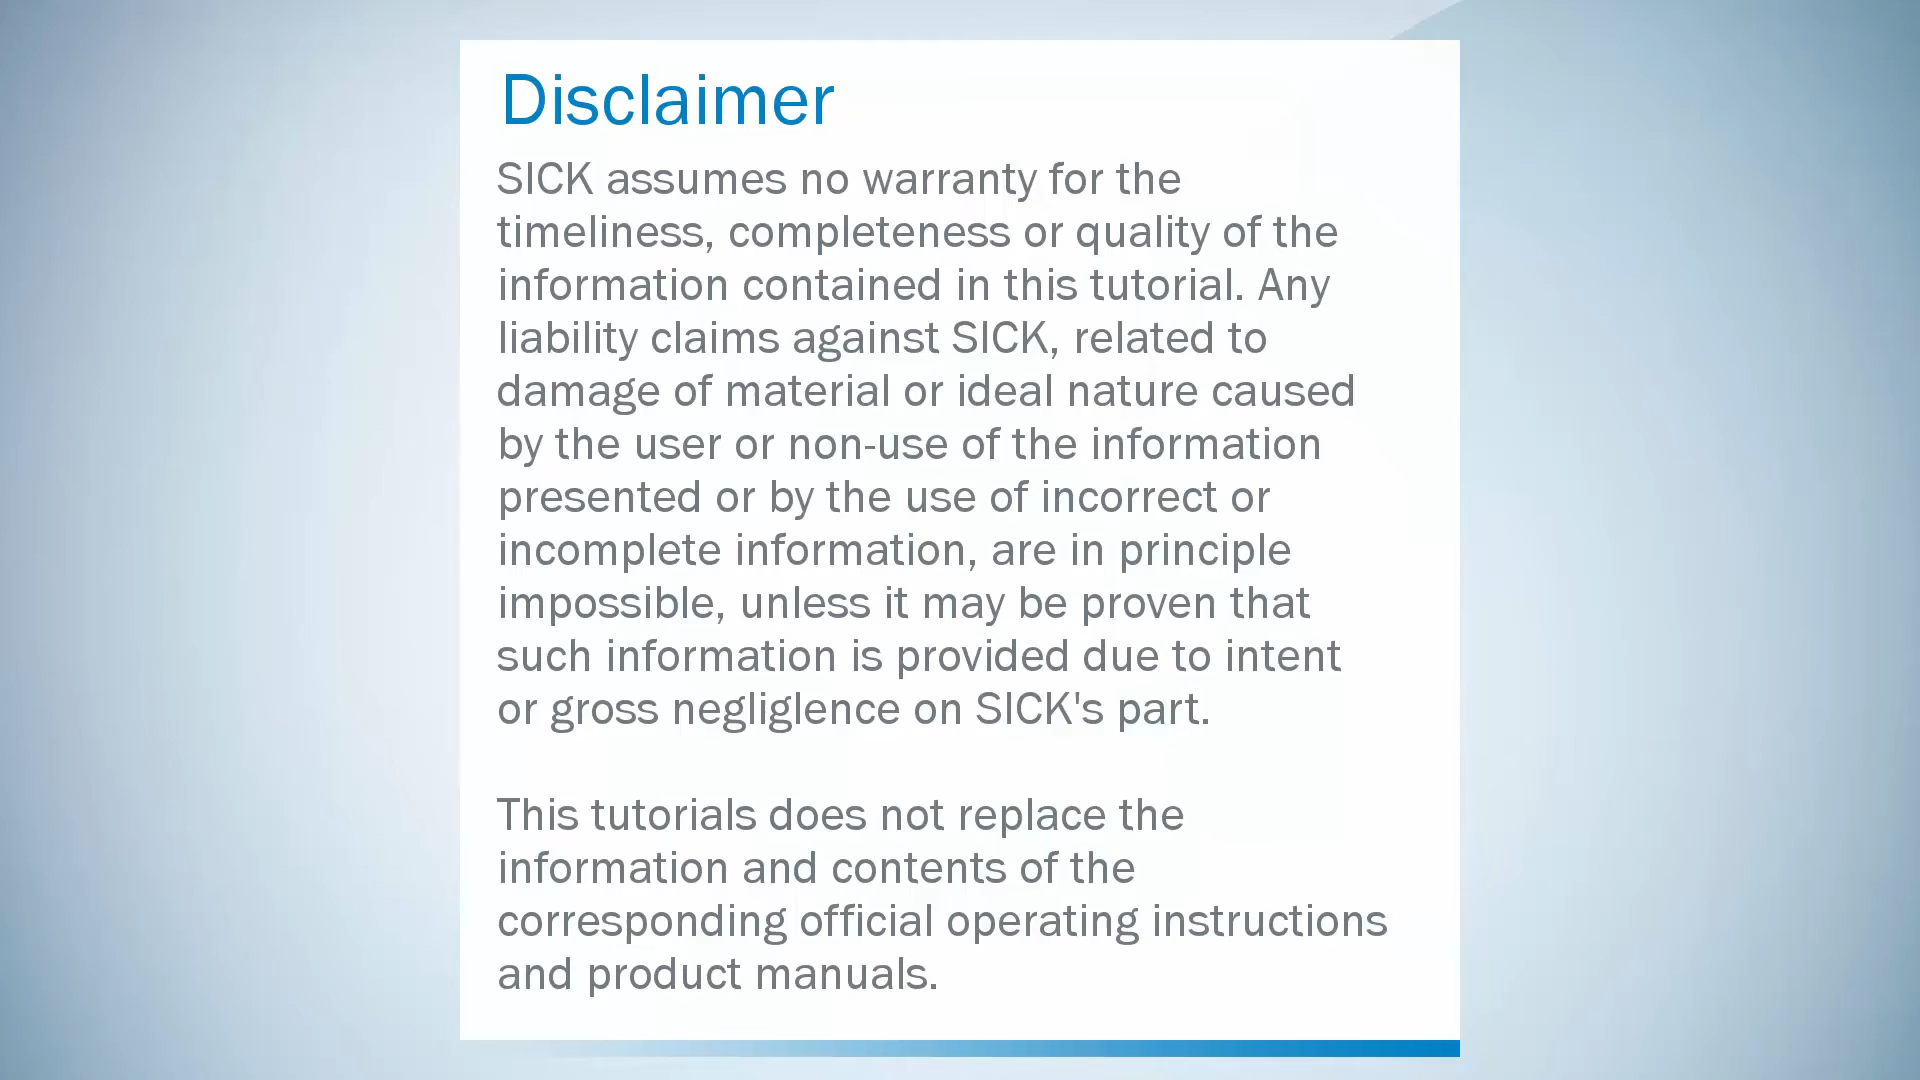 Disclaimer
SICK assumes no warranty for the
timeliness, completeness or quality of the
information contained in this tutorial. Any
liability claims against SICK, related to
damage of material or ideal nature caused
by the user or non-use of the information
presented or by the use of incorrect or
incomplete information, are in principle
impossible, unless it may be proven that
such information is provided due to intent
or gross negliglence on SICK's part.
This tutorials does not replace the
information and contents of the
corresponding official operating instructions
and product manuals.